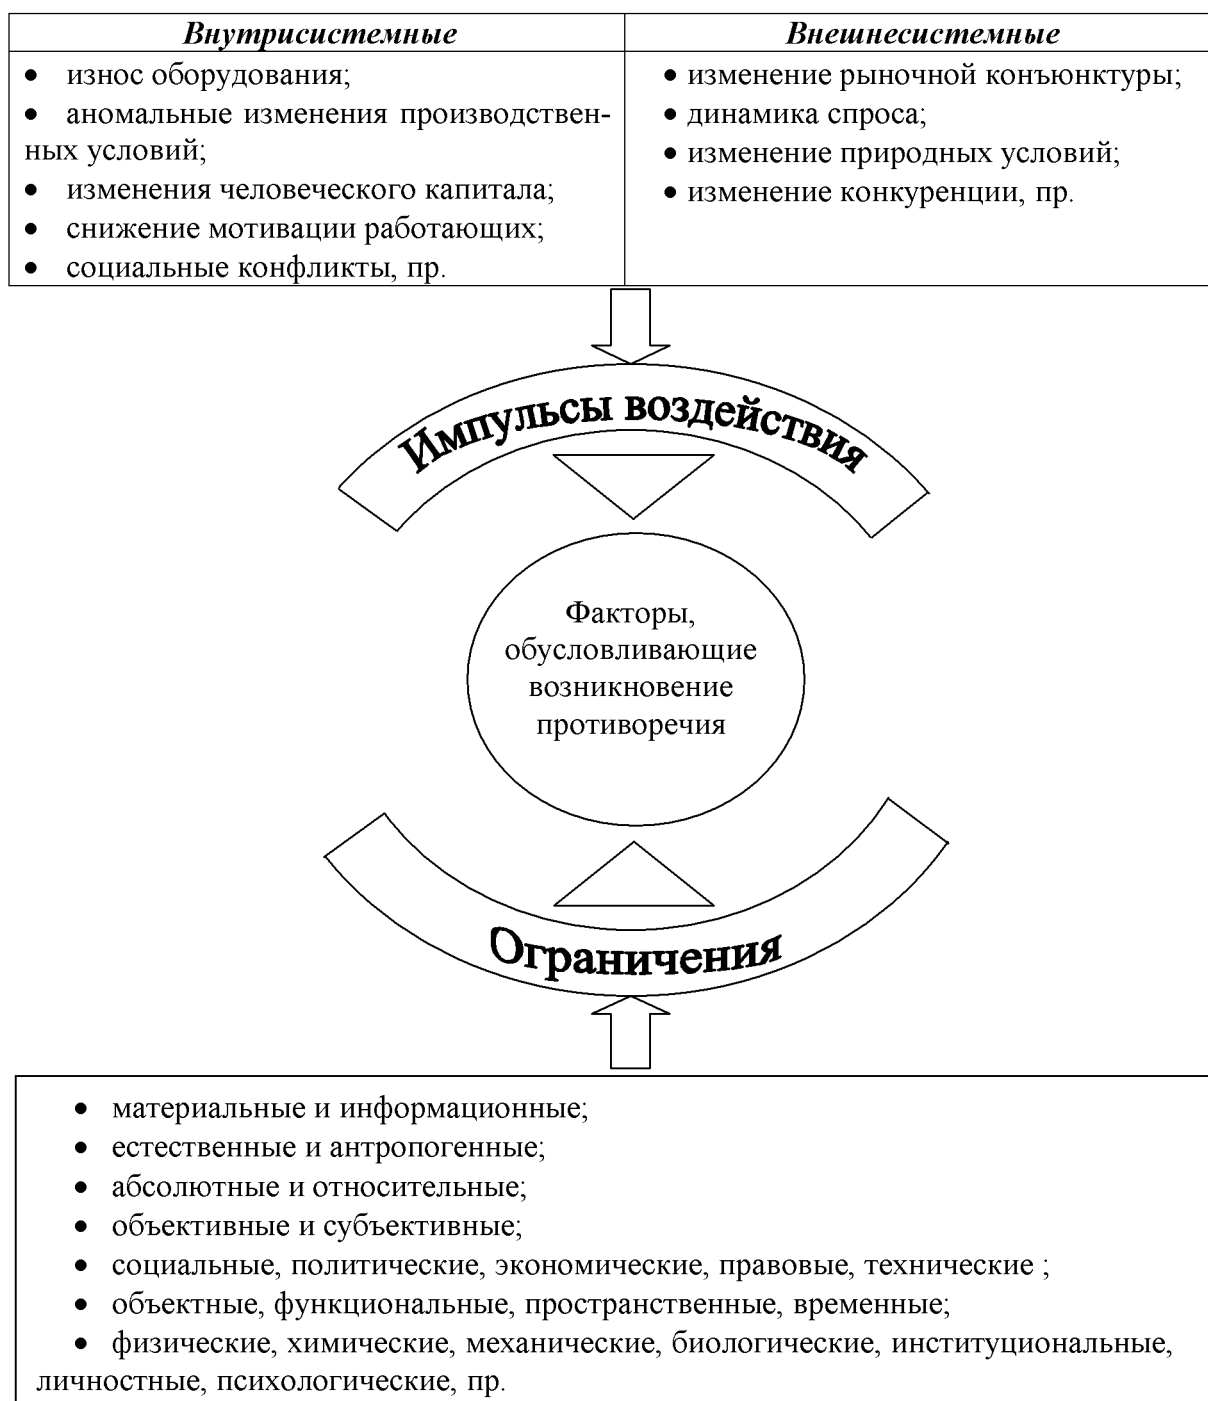 Внутрисистемные
Внешнесистемные
• износ оборудования;
• аномальные изменения производствен-
ных условий;
• изменения человеческого капитала;
• снижение мотивации работающих;
• социальные конфликты, пр.
• изменение рыночной конъюнктуры;
• динамика спроса;
• изменение природных условий;
• изменение конкуренции, пр.
Импульсы воздействия
Факторы,
обусловливающие
возникновение
противоречия
Ограничения
• материальные и информационные;
• естественные и антропогенные;
• абсолютные и относительные;
• объективные и субъективные;
• социальные, политические, экономические, правовые, технические ;
• объектные, функциональные, пространственные, временные;
• физические, химические, механические, биологические, институциональные,
личностные, психологические, пр.